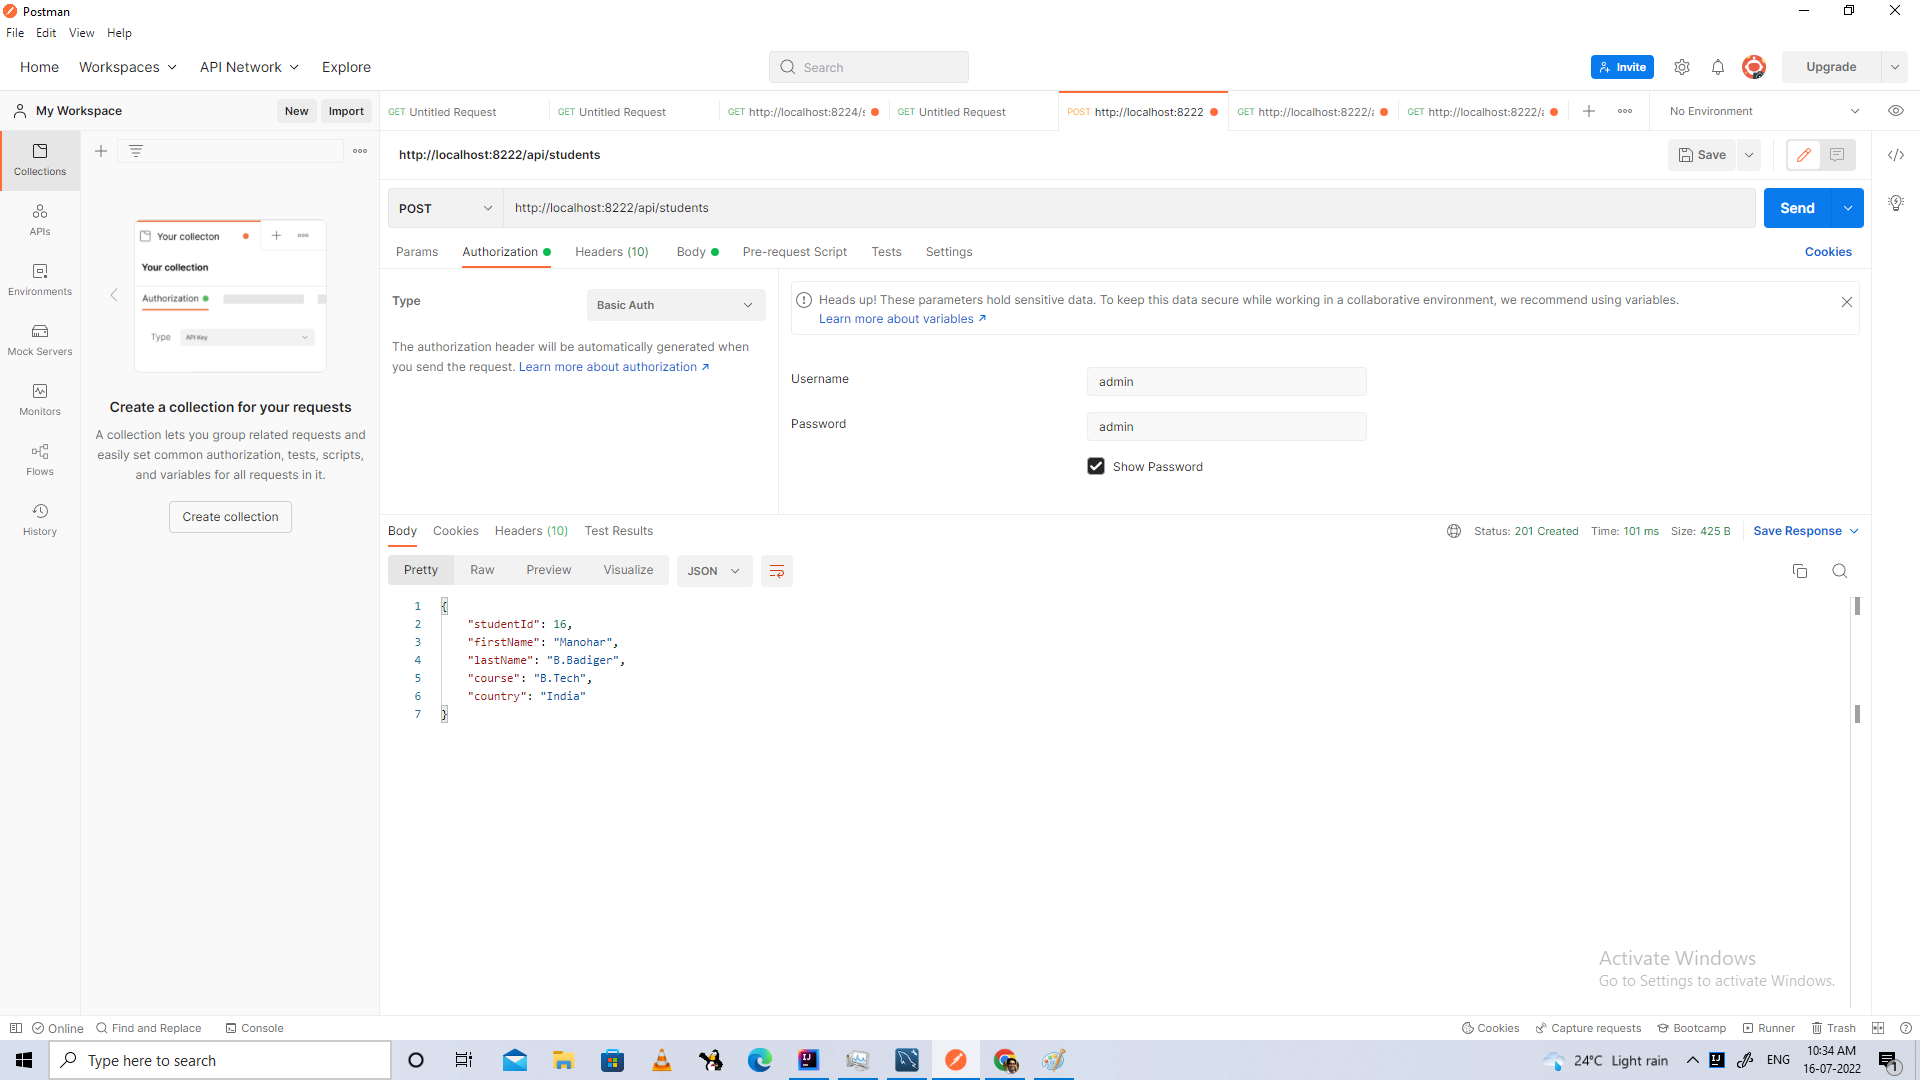 Postman
File Edit View Help
Home Workspaces API Network Explore Search Invite Upgrade
My Workspace New Import GET Untitled Request GET Untitled Request GET http://localhost:8224/s GET Untitled Request POST http://localhost:8222 GET http://localhost:8222/a GET http://localhost:8222/a No Environment
http://localhost:8222/api/students Save
Collections
APIs
Environments
Mock Servers
Monitors
Flows
History
Your collecton
Your collection
Authorization
Type API Key
Create a collection for your requests
A collection lets you group related requests and
easily set common authorization, tests, scripts,
and variables for all requests in it.
Create collection
POST http://localhost:8222/api/students Send
Params Authorization Headers (10) Body Pre-request Script Tests Settings Cookies
Type Basic Auth
The authorization header will be automatically generated when
you send the request. Learn more about authorization ↗
Heads up! These parameters hold sensitive data. To keep this data secure while working in a collaborative environment, we recommend using variables.
Learn more about variables ↗
Username admin
Password admin
Show Password
Body Cookies Headers (10) Test Results Status: 201 Created Time: 101 ms Size: 425 B Save Response
Pretty Raw Preview Visualize JSON
1 {
2 "studentId": 16,
3 "firstName": "Manohar",
4 "lastName": "B.Badiger",
5 "course": "B.Tech",
6 "country": "India"
7 }
Activate Windows
Go to Settings to activate Windows.
Online Find and Replace Console Cookies Capture requests Bootcamp Runner Trash
Type here to search 24°C Light rain ENG 10:34 AM
16-07-2022 1